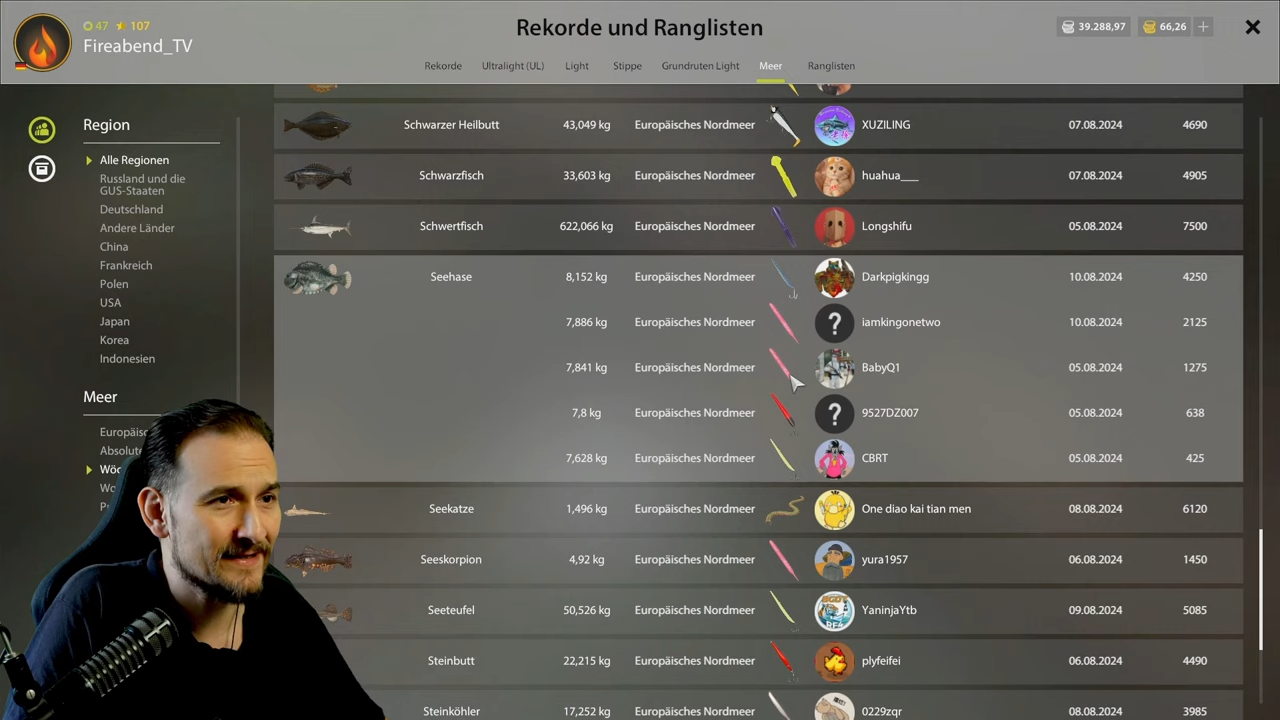 47 107
Fireabend_TV
Rekorde und Ranglisten
39.288,97 66,26
Rekorde Ultralight (UL) Light Stippe Grundruten Light Meer Ranglisten
Region
Alle Regionen
Russland und die
GUS-Staaten
Deutschland
Andere Länder
China
Frankreich
Polen
USA
Japan
Korea
Indonesien
Meer
Schwarzer Heilbutt 43,049 kg Europäisches Nordmeer XUZILING 07.08.2024 4690
Schwarzfisch 33,603 kg Europäisches Nordmeer huahua___ 07.08.2024 4905
Schwertfisch 622,066 kg Europäisches Nordmeer Longshifu 05.08.2024 7500
Seehase 8,152 kg Europäisches Nordmeer Darkpigkingg 10.08.2024 4250
7,886 kg Europäisches Nordmeer ? iamkingonetwo 10.08.2024 2125
7,841 kg Europäisches Nordmeer BabyQ1 05.08.2024 1275
7,8 kg Europäisches Nordmeer ? 9527DZ007 05.08.2024 638
7,628 kg Europäisches Nordmeer CBRT 05.08.2024 425
Seekatze 1,496 kg Europäisches Nordmeer One diao kai tian men 08.08.2024 6120
Seeskorpion 4,92 kg Europäisches Nordmeer yura1957 06.08.2024 1450
Seeteufel 50,526 kg Europäisches Nordmeer YaninjaYtb 09.08.2024 5085
Steinbutt 22,215 kg Europäisches Nordmeer plyfeifei 06.08.2024 4490
Steinköhler 17,252 kg Europäisches Nordmeer 0229zqr 08.08.2024 3985